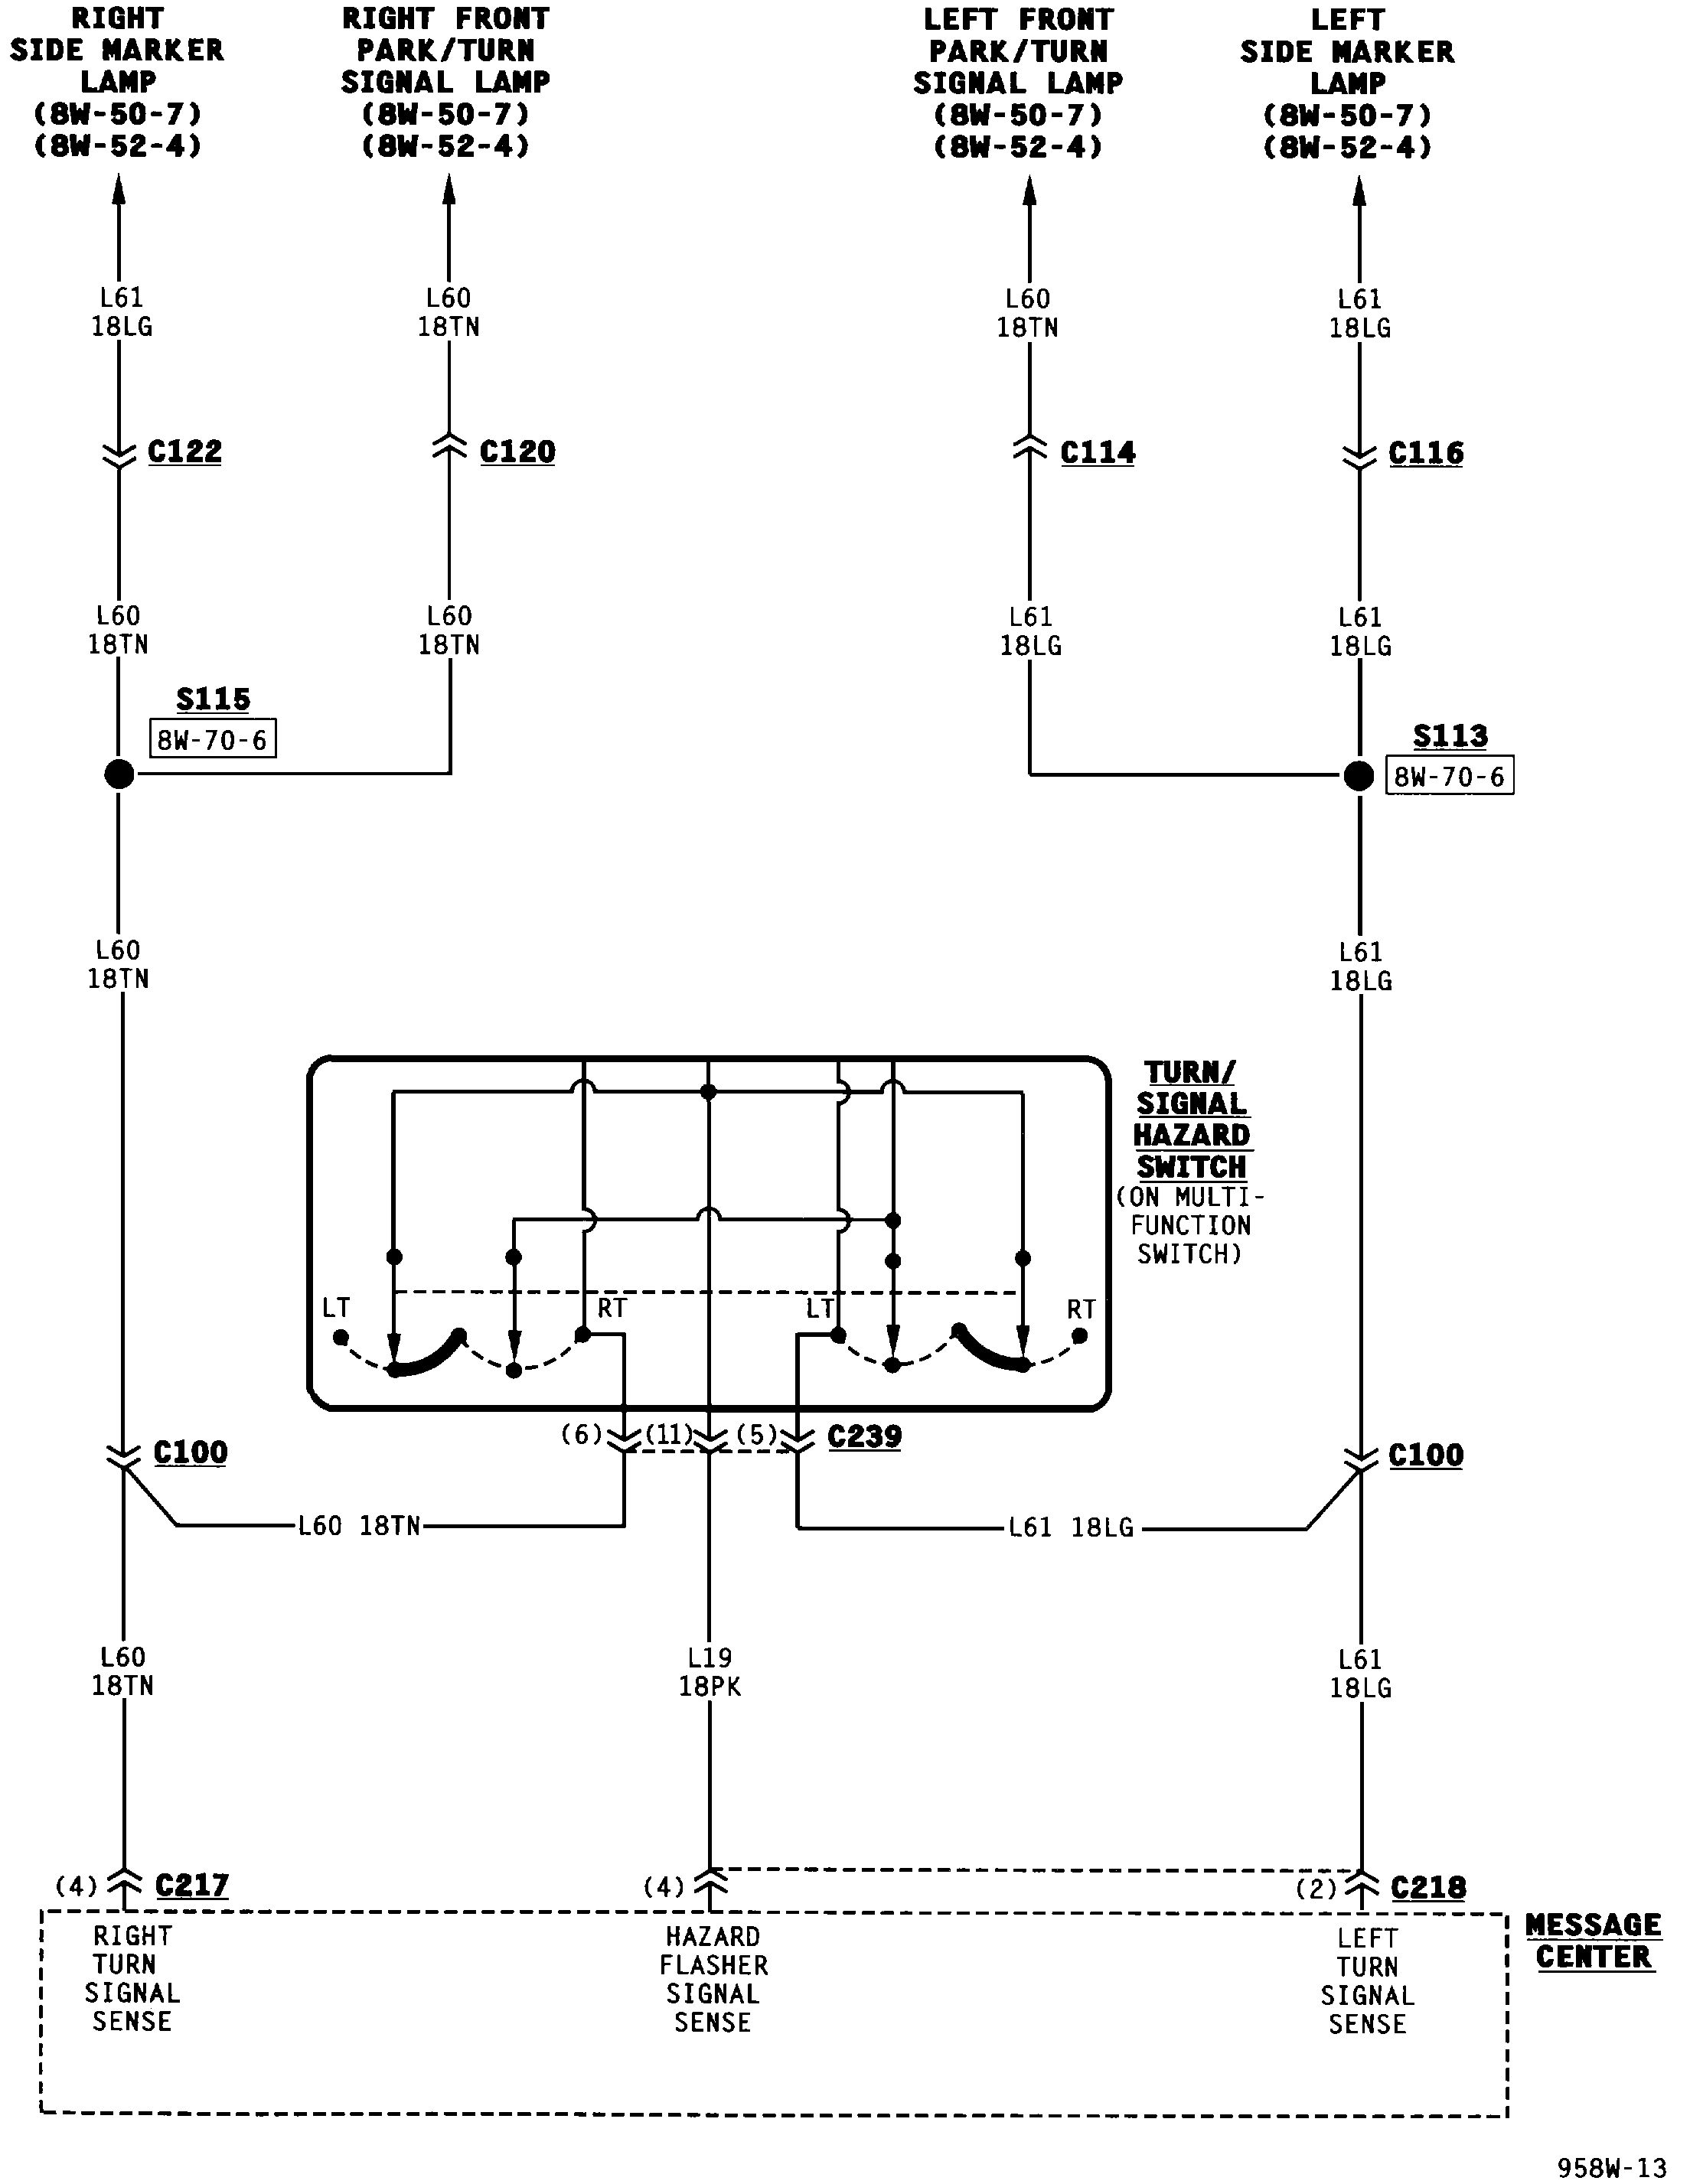 RIGHT
SIDE MARKER
LAMP
(8W-50-7)
(8W-52-4)
RIGHT FRONT
PARK/TURN
SIGNAL LAMP
(8W-50-7)
(8W-52-4)
LEFT FRONT
PARK/TURN
SIGNAL LAMP
(8W-50-7)
(8W-52-4)
LEFT
SIDE MARKER
LAMP
(8W-50-7)
(8W-52-4)
L61
18LG
L60
18TN
L60
18TN
L61
18LG
C122
C120
C114
C116
L60
18TN
L60
18TN
L61
18LG
L61
18LG
S115
8W-70-6
S113
8W-70-6
L60
18TN
L61
18LG
TURN/
SIGNAL
HAZARD
SWITCH
(ON MULTI-
FUNCTION
SWITCH)
LT
RT
LT
RT
(6)
(11)
(5)
C239
C100
C100
L60 18TN
L61 18LG
L60
18TN
L19
18PK
L61
18LG
(4)
C217
(4)
(2)
C218
RIGHT
TURN
SIGNAL
SENSE
HAZARD
FLASHER
SIGNAL
SENSE
LEFT
TURN
SIGNAL
SENSE
MESSAGE
CENTER
958W-13